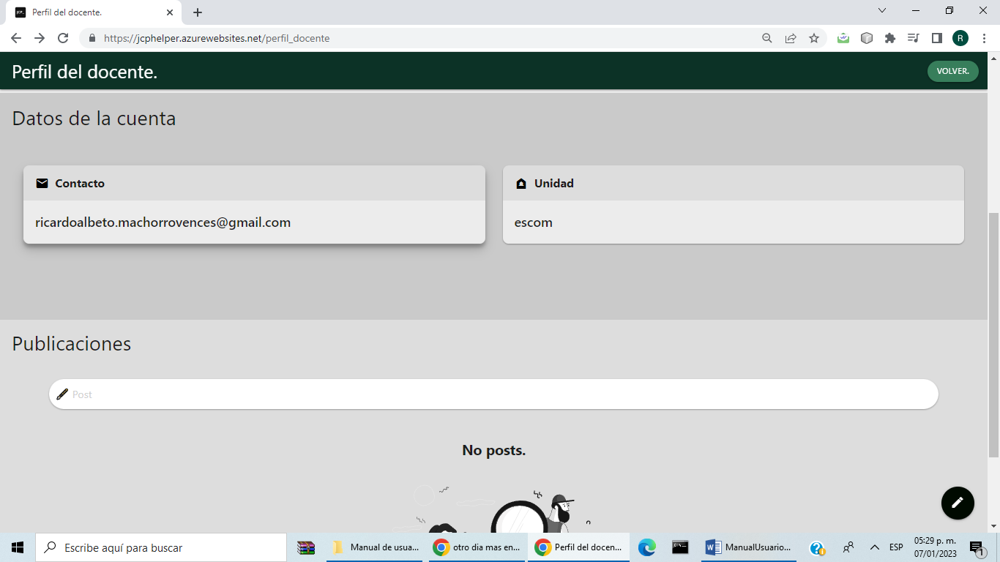 Perfil del docente.
https://jcphelper.azurewebsites.net/perfil_docente
R
Perfil del docente.
VOLVER.
Datos de la cuenta
Contacto
Unidad
ricardoalbeto.machorrovences@gmail.com
escom
Publicaciones
Post
No posts.
Escribe aquí para buscar
Manual de usua...
otro dia mas en...
Perfil del docen...
ManualUsuario...
ESP
05:29 p. m.
07/01/2023
1